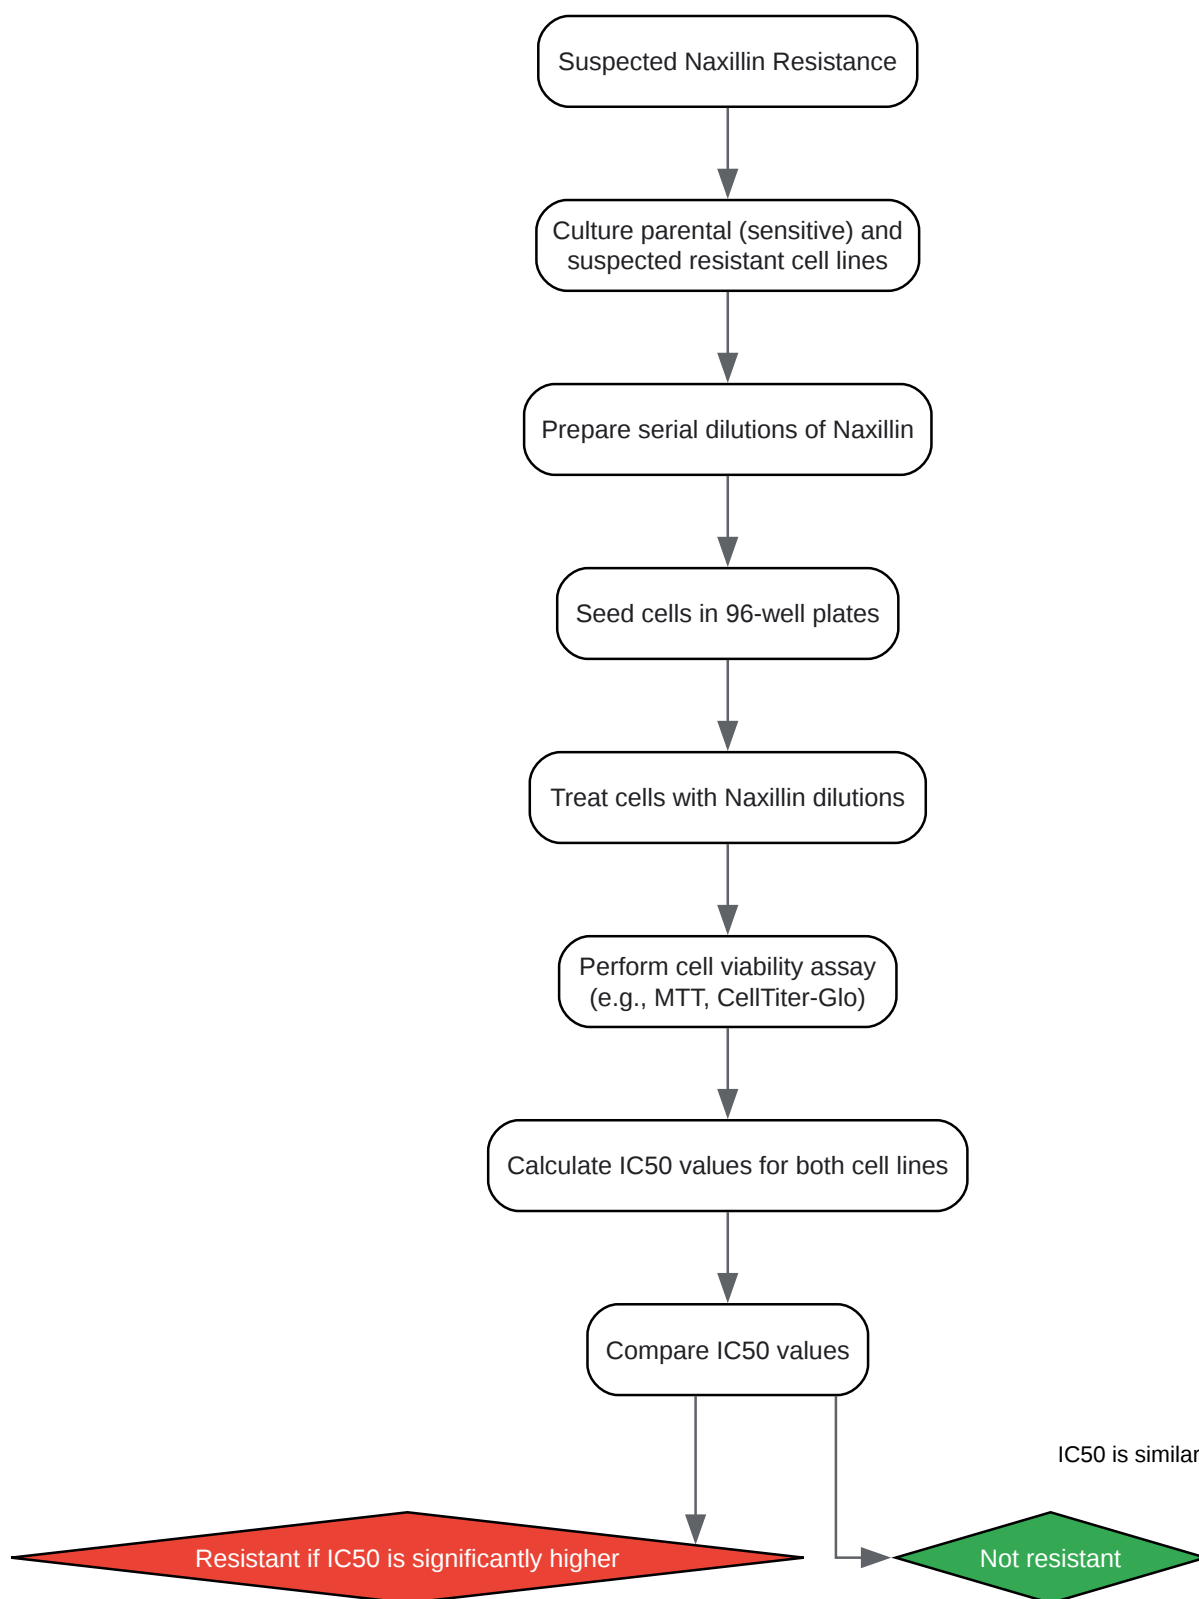 Suspected Naxillin Resistance
Culture parental (sensitive) and
suspected resistant cell lines
Prepare serial dilutions of Naxillin
Seed cells in 96-well plates
Treat cells with Naxillin dilutions
Perform cell viability assay
(e.g., MTT, CellTiter-Glo)
Calculate IC50 values for both cell lines
Compare IC50 values
IC50 is similar
Resistant if IC50 is significantly higher
Not resistant